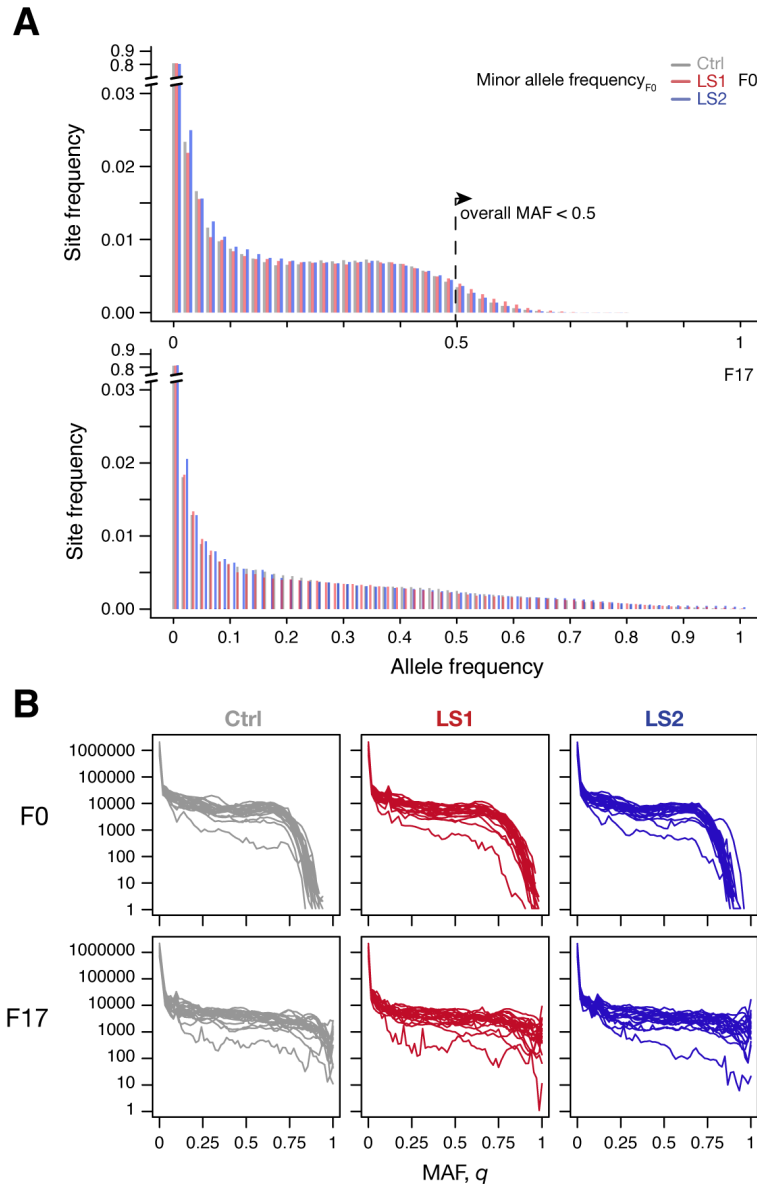 A
0.9
0.8
0.03
0.02
0.01
0.00
Site frequency
Minor allele frequencyF0
Ctrl
LS1
LS2
F0
overall MAF < 0.5
0
0.5
1
0.9
0.8
0.03
0.02
0.01
0.00
Site frequency
F17
0 0.1 0.2 0.3 0.4 0.5 0.6 0.7 0.8 0.9 1
Allele frequency
B
Ctrl LS1 LS2
F0
1000000
100000
10000
1000
100
10
1
F17
1000000
100000
10000
1000
100
10
1
0 0.25 0.5 0.75 1 0 0.25 0.5 0.75 1 0 0.25 0.5 0.75 1
MAF, q